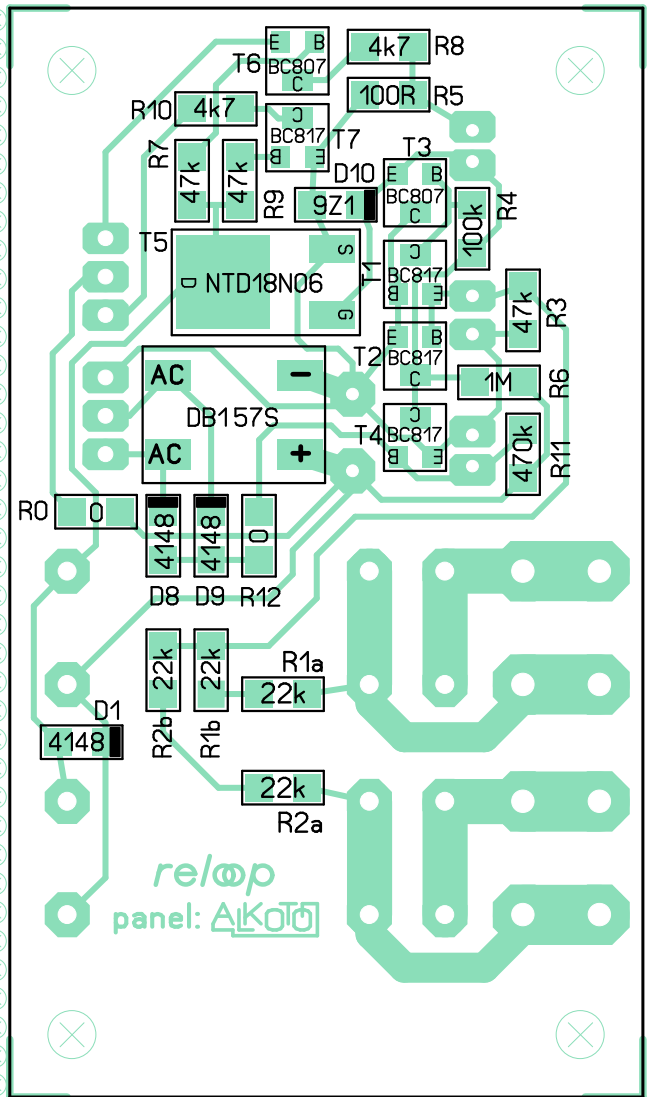 E B
T6 BC807 4k7 R8
C
100R R5
R10 4k7 C
BC817 T7
B E
R7 47k 47k R9
D10 T3
9Z1 E B
BC807 R4
C 100k
T5 D NTD18N06 S
G
T1 C
BC817
B E
47k R3
T2 E B
BC817
C
AC −
1M R6
DB157S
T4 C
BC817
B E
AC +
470k R11
R0 0 4148 4148 0
D8 D9 R12
22k 22k R1a
22k
R2b R1b
D1
4148
22k
R2a
reloop
panel: ALKOTO